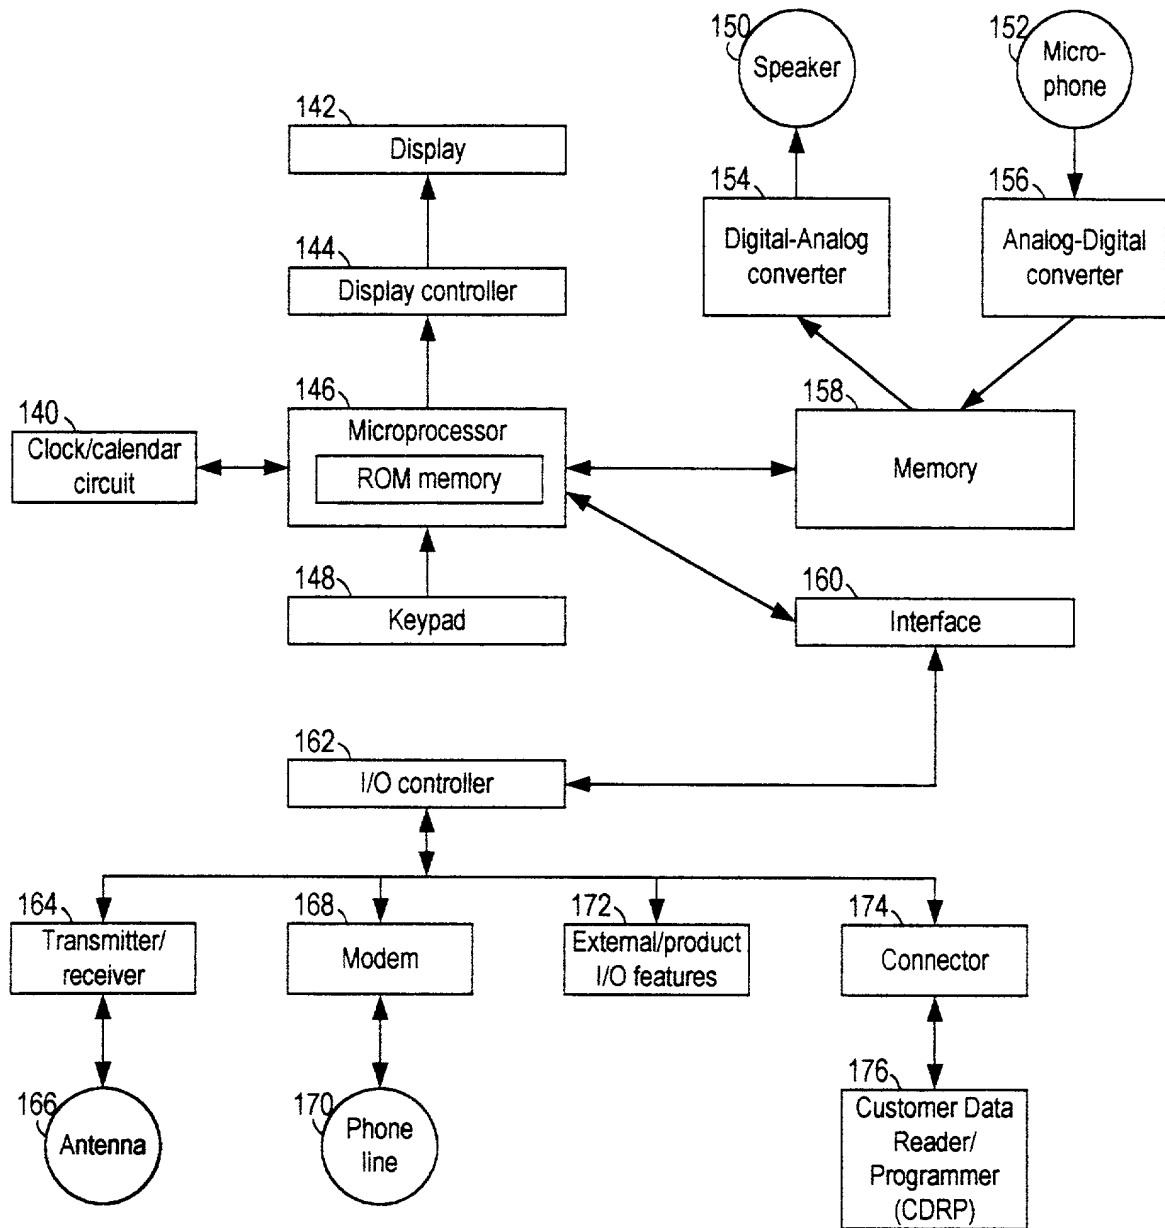 150
Speaker
152
Micro-
phone
142
Display
154
Digital-Analog
converter
156
Analog-Digital
converter
144
Display controller
146
Microprocessor
ROM memory
140
Clock/calendar
circuit
158
Memory
148
Keypad
160
Interface
162
I/O controller
164
Transmitter/
receiver
168
Modem
172
External/product
I/O features
174
Connector
166
Antenna
170
Phone
line
176
Customer Data
Reader/
Programmer
(CDRP)